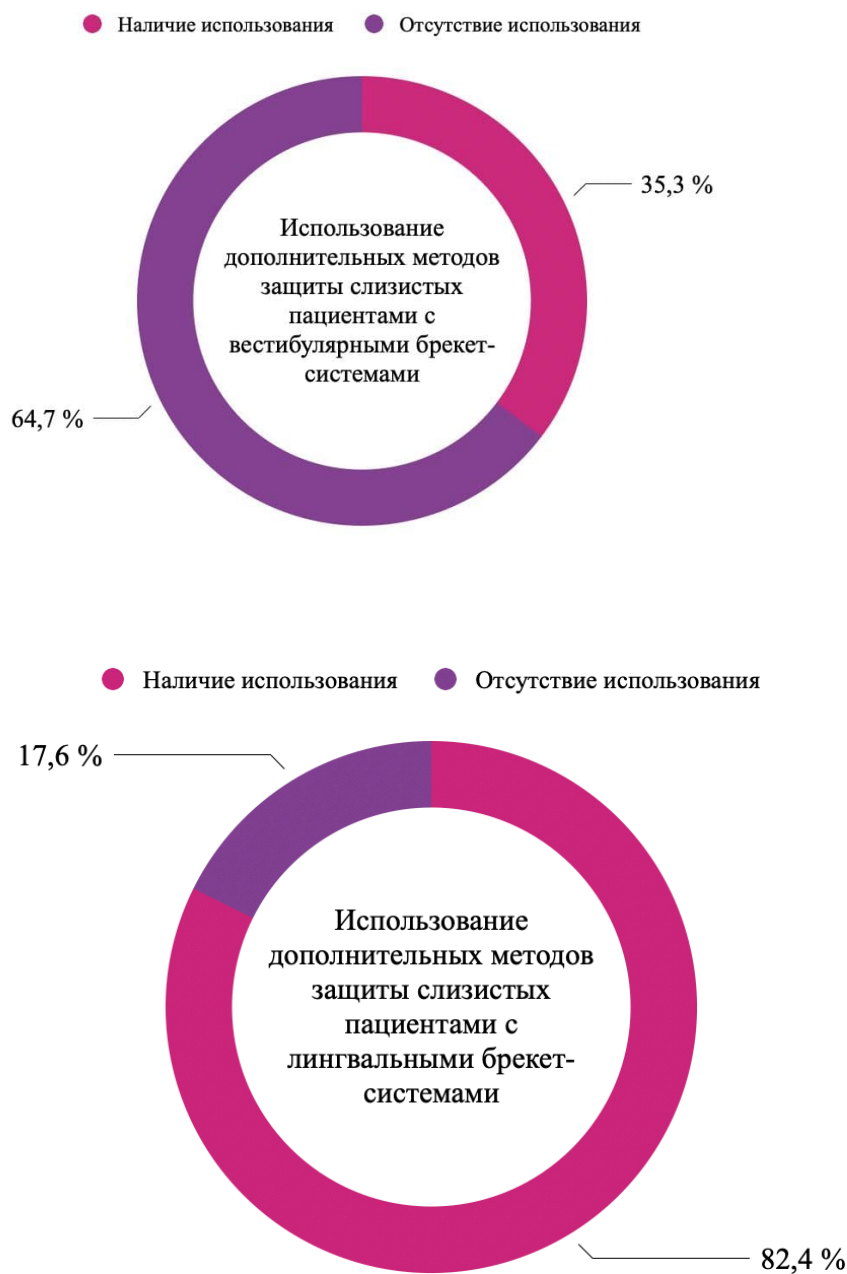 Наличие использования Отсутствие использования
35,3 %
Использование
дополнительных методов
защиты слизистых
пациентами с
вестибулярными брекет-
системами
64,7 %
Наличие использования Отсутствие использования
17,6 %
Использование
дополнительных методов
защиты слизистых
пациентами с
лингвальными брекет-
системами
82,4 %